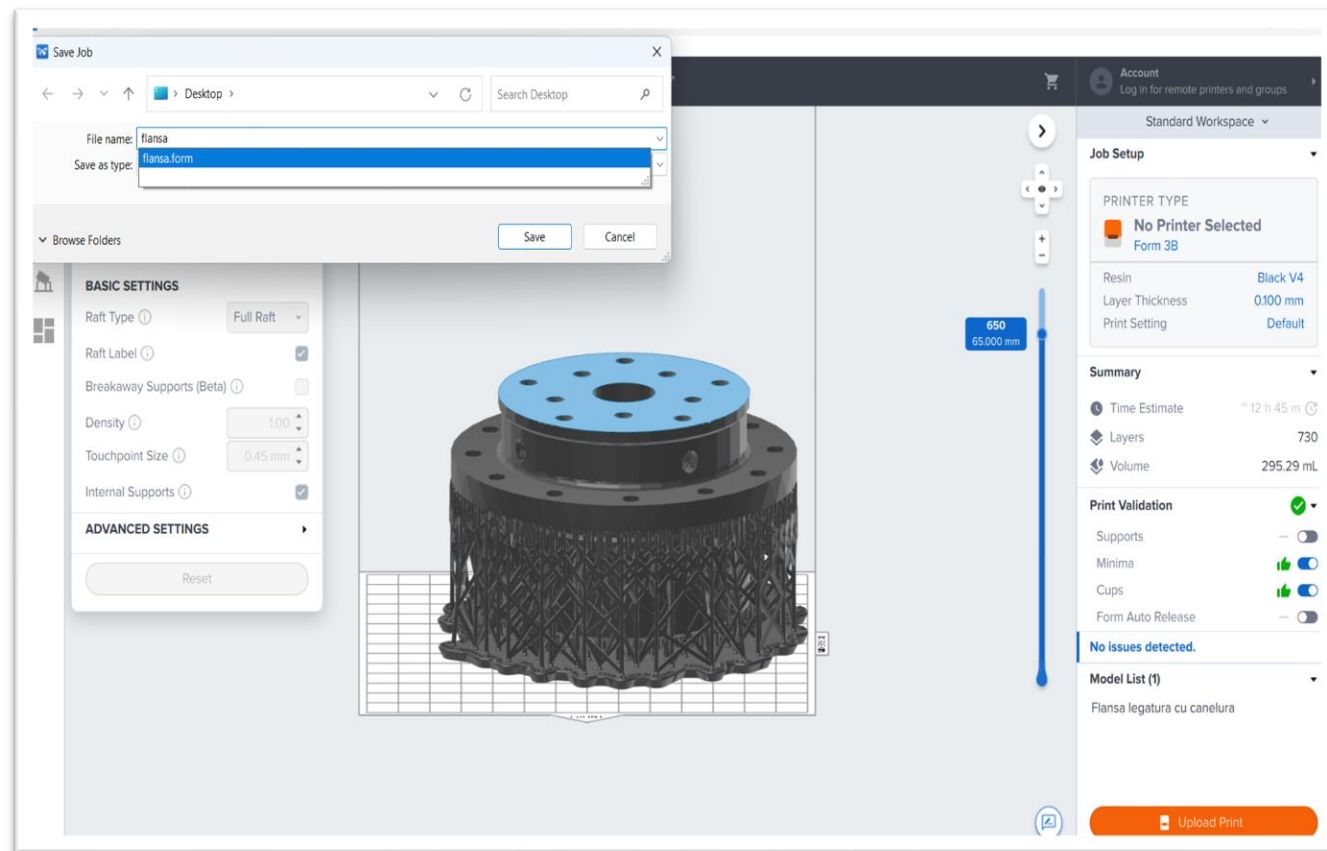 Save Job
Desktop
Search Desktop
File name: flansa
flansa.form
Save as type:
Browse Folders
Save
Cancel
BASIC SETTINGS
Raft Type
Full Raft
Raft Label
Breakaway Supports (Beta)
Density
1.00
Touchpoint Size
0.45 mm
Internal Supports
ADVANCED SETTINGS
Reset
650
65.000 mm
Account
Log in for remote printers and groups
Standard Workspace
Job Setup
PRINTER TYPE
No Printer Selected
Form 3B
Resin Black V4
Layer Thickness 0.100 mm
Print Setting Default
Summary
Time Estimate ~12 h 45 m
Layers 730
Volume 295.29 mL
Print Validation
Supports
Minima
Cups
Form Auto Release
No issues detected.
Model List (1)
Flansa legatura cu canelura
Upload Print